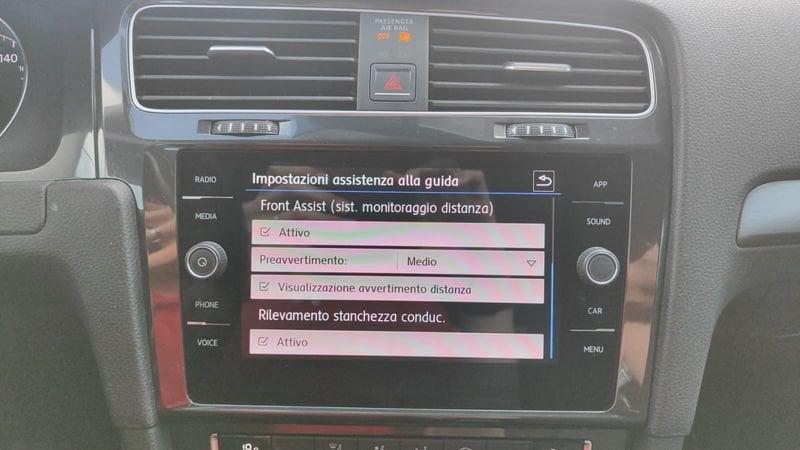 PASSENGER
AIR BAG
OFF
140
RADIO
MEDIA
PHONE
VOICE
Impostazioni assistenza alla guida
Front Assist (sist. monitoraggio distanza)
Attivo
Preavvertimento: Medio
Visualizzazione avvertimento distanza
Rilevamento stanchezza conduc.
Attivo
APP
SOUND
CAR
MENU